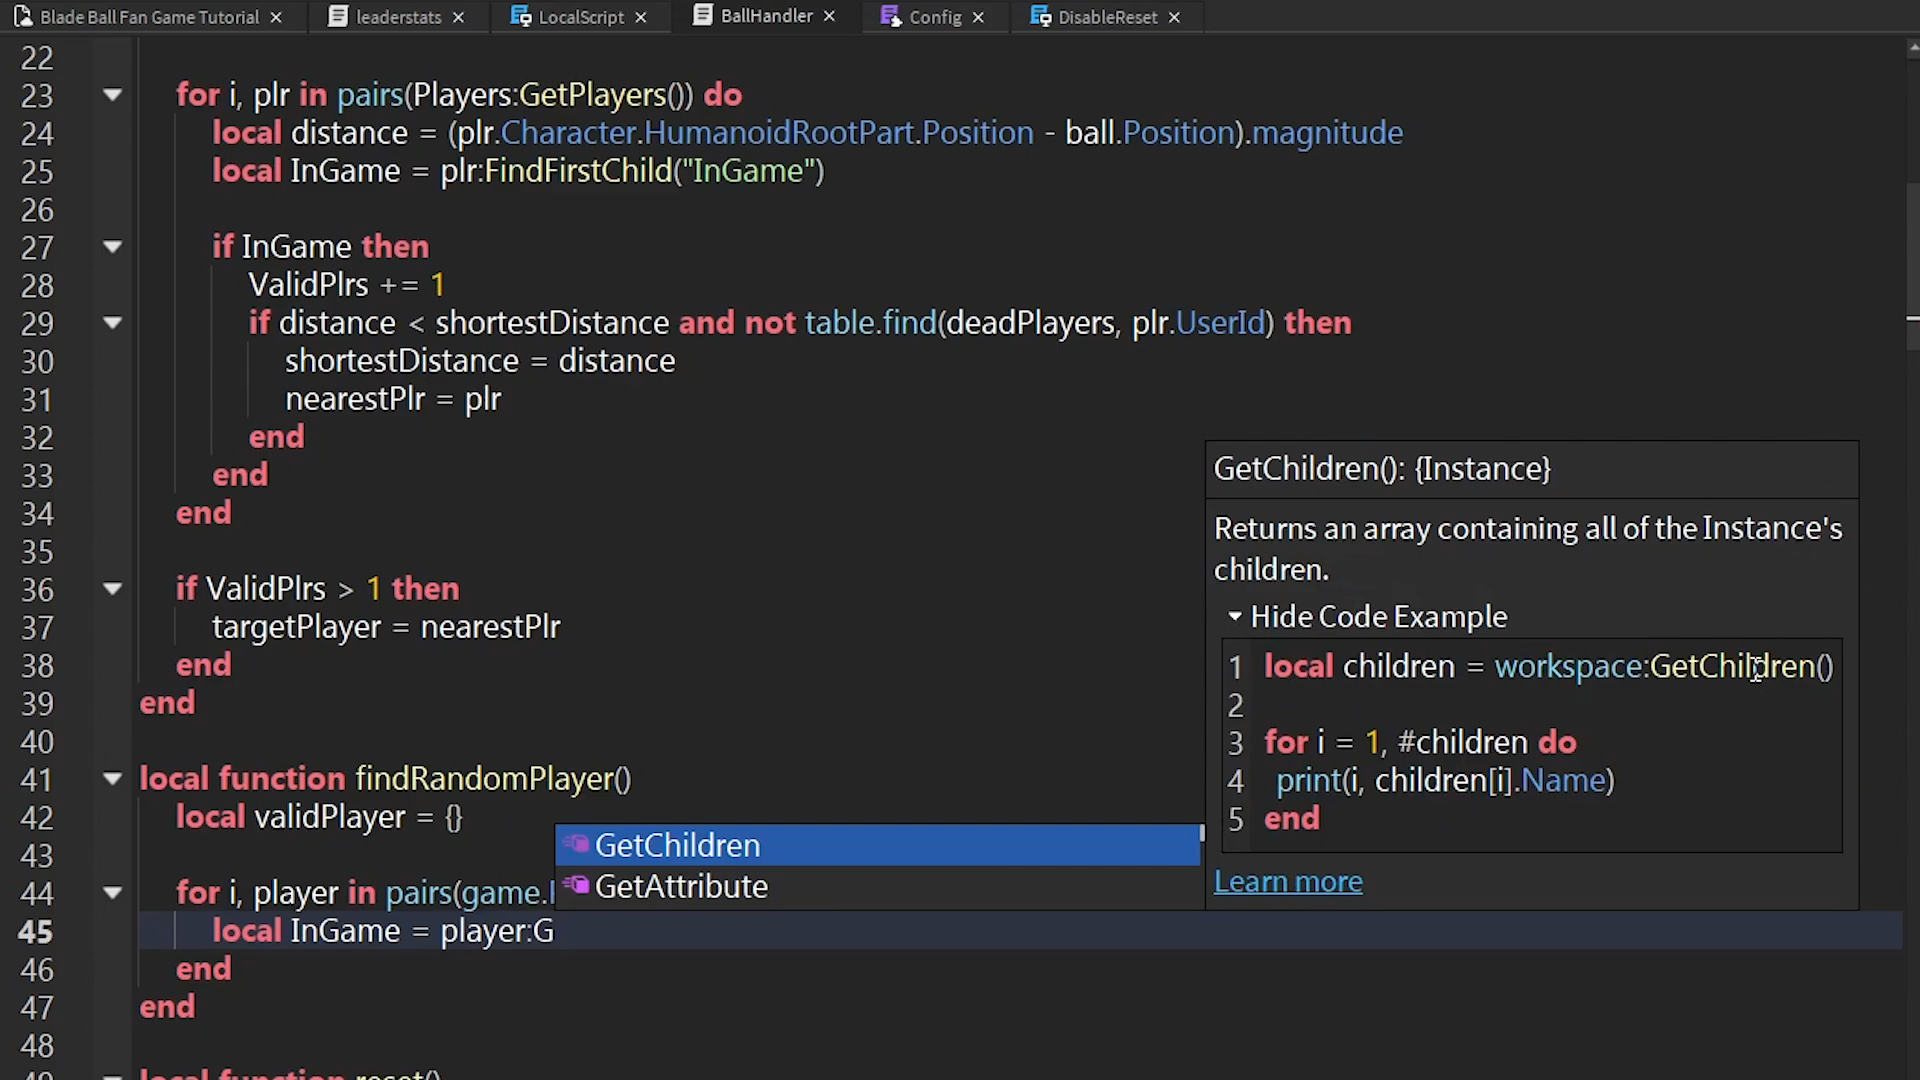 Blade Ball Fan Game Tutorial
leaderstats
LocalScript
BallHandler
Config
DisableReset
22
23 for i, plr in pairs(Players:GetPlayers()) do
24 local distance = (plr.Character.HumanoidRootPart.Position - ball.Position).magnitude
25 local InGame = plr:FindFirstChild("InGame")
26
27 if InGame then
28 ValidPlrs += 1
29 if distance < shortestDistance and not table.find(deadPlayers, plr.UserId) then
30 shortestDistance = distance
31 nearestPlr = plr
32 end
33 end
34 end
35
36 if ValidPlrs > 1 then
37 targetPlayer = nearestPlr
38 end
39 end
40
41 local function findRandomPlayer()
42 local validPlayer = {}
43
44 for i, player in pairs(game.
45 local InGame = player:G
46 end
47 end
48
49 local function reset()
GetChildren
GetAttribute
GetChildren(): {Instance}
Returns an array containing all of the Instance's
children.
Hide Code Example
1 local children = workspace:GetChildren()
2
3 for i = 1, #children do
4 print(i, children[i].Name)
5 end
Learn more